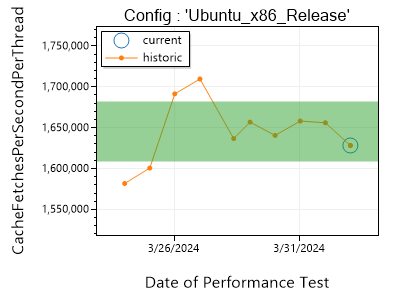 Config : 'Ubuntu_x86_Release'
CacheFetchesPerSecondPerThread
1,750,000
1,700,000
1,650,000
1,600,000
1,550,000
current
historic
3/26/2024
3/31/2024
Date of Performance Test